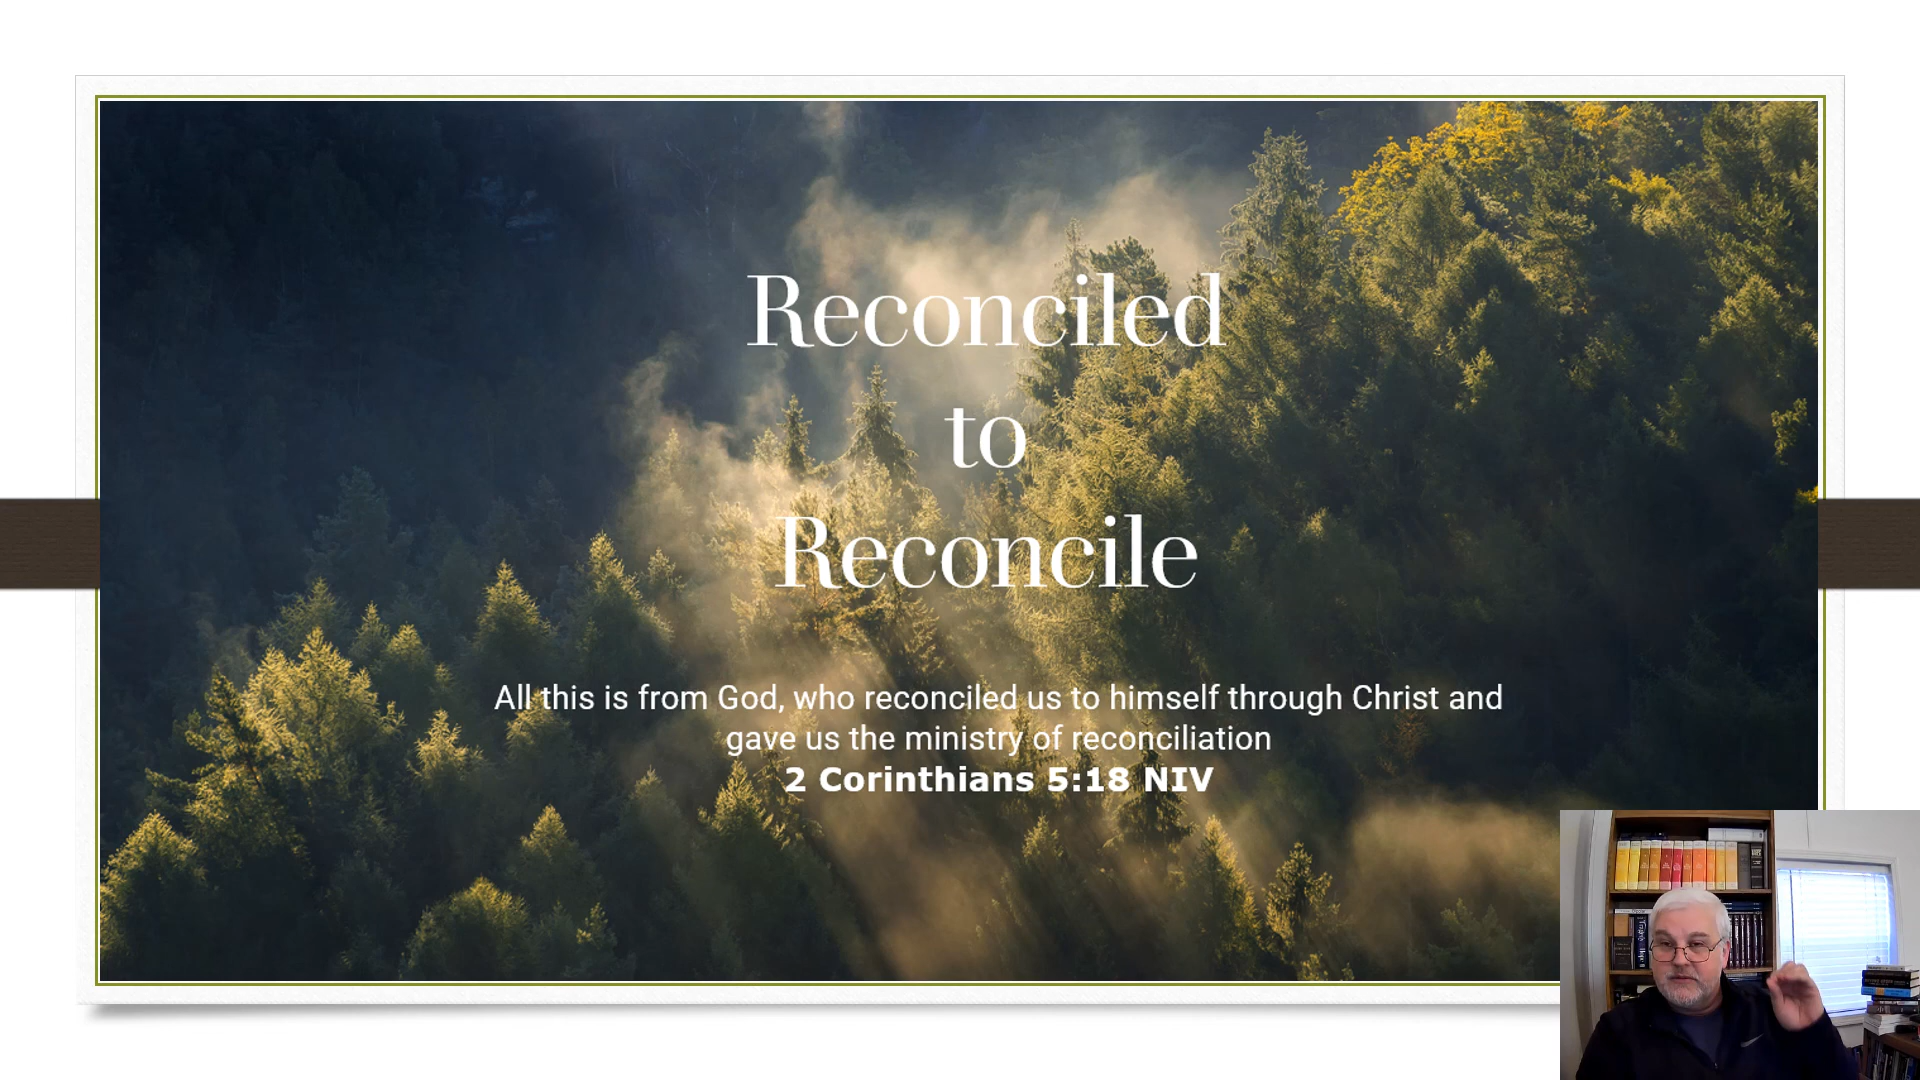 Reconciled
to
Reconcile
All this is from God, who reconciled us to himself through Christ and
gave us the ministry of reconciliation
2 Corinthians 5:18 NIV